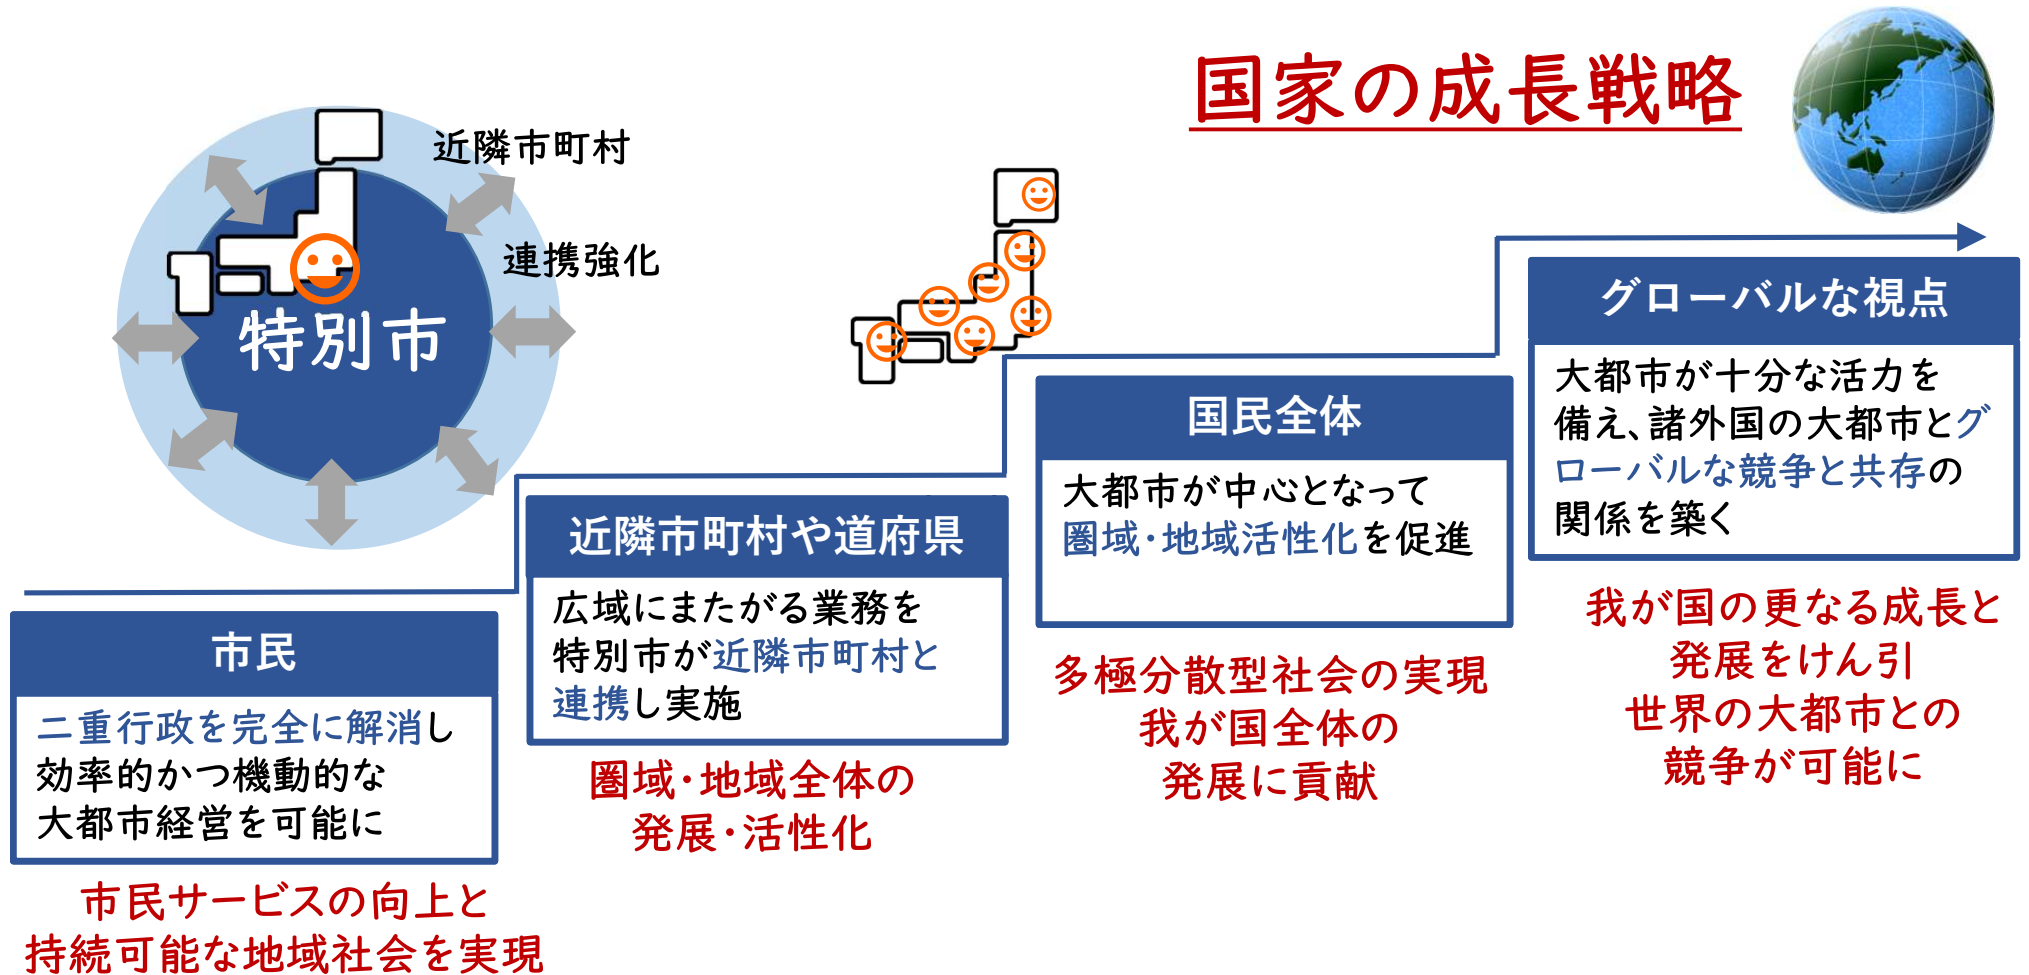 国家の成長戦略
近隣市町村
連携強化
特別市
市民
二重行政を完全に解消し
効率的かつ機動的な
大都市経営を可能に
市民サービスの向上と
持続可能な地域社会を実現
近隣市町村や道府県
広域にまたがる業務を
特別市が近隣市町村と
連携し実施
圏域・地域全体の
発展・活性化
国民全体
大都市が中心となって
圏域・地域活性化を促進
多極分散型社会の実現
我が国全体の
発展に貢献
グローバルな視点
大都市が十分な活力を
備え、諸外国の大都市とグ
ローバルな競争と共存の
関係を築く
我が国の更なる成長と
発展をけん引
世界の大都市との
競争が可能に